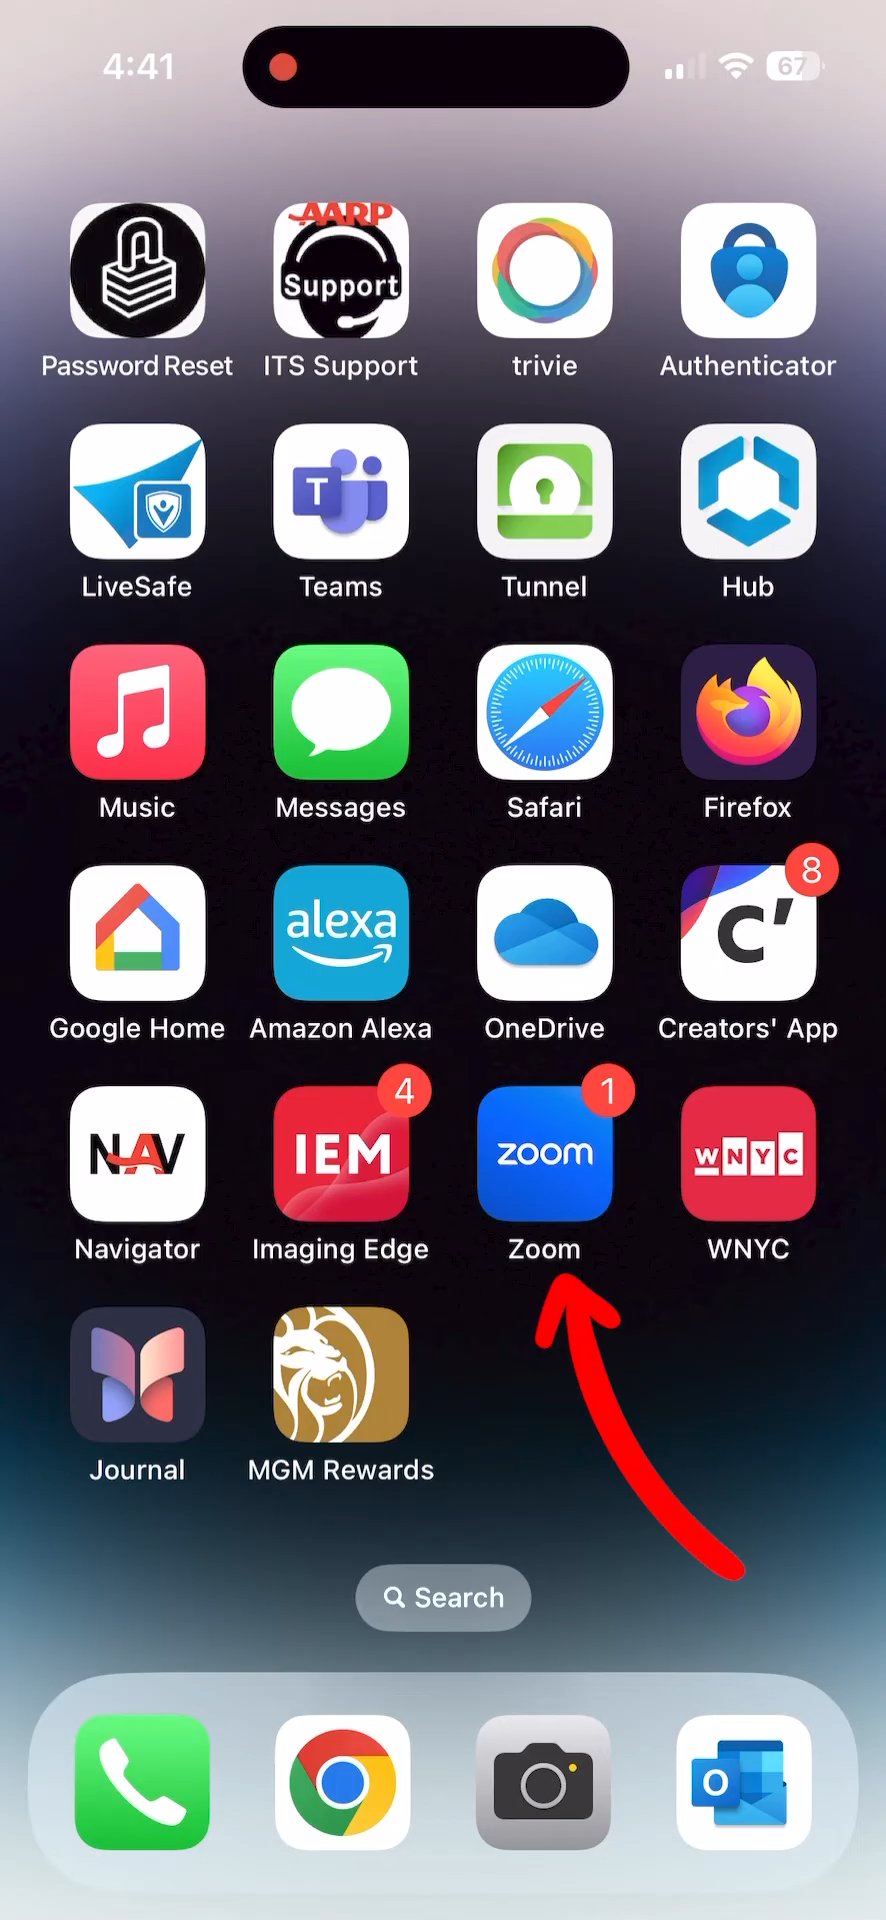 4:41
67
AARP
Support
Password Reset
ITS Support
trivie
Authenticator
T
LiveSafe
Teams
Tunnel
Hub
Music
Messages
Safari
Firefox
8
alexa
C'
Google Home
Amazon Alexa
OneDrive
Creators' App
4
1
NAV
IEM
zoom
WNYC
Navigator
Imaging Edge
Zoom
WNYC
Journal
MGM Rewards
Search
O